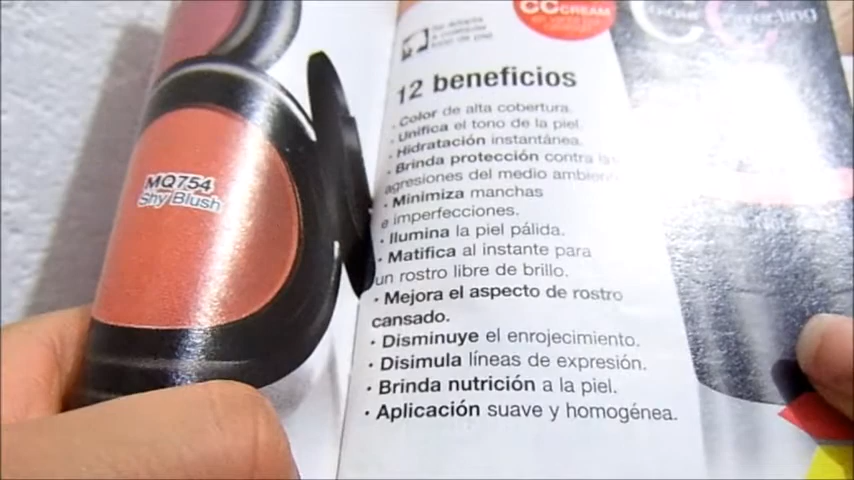 MQ754
Shy Blush
CC CREAM
Colour Correcting
12 beneficios
• Color de alta cobertura.
• Unifica el tono de la piel.
• Hidratación instantánea.
• Brinda protección contra las
agresiones del medio ambiente.
• Minimiza manchas
e imperfecciones.
• Ilumina la piel pálida.
• Matifica al instante para
un rostro libre de brillo.
• Mejora el aspecto de rostro
cansado.
• Disminuye el enrojecimiento.
• Disimula líneas de expresión.
• Brinda nutrición a la piel.
• Aplicación suave y homogénea.